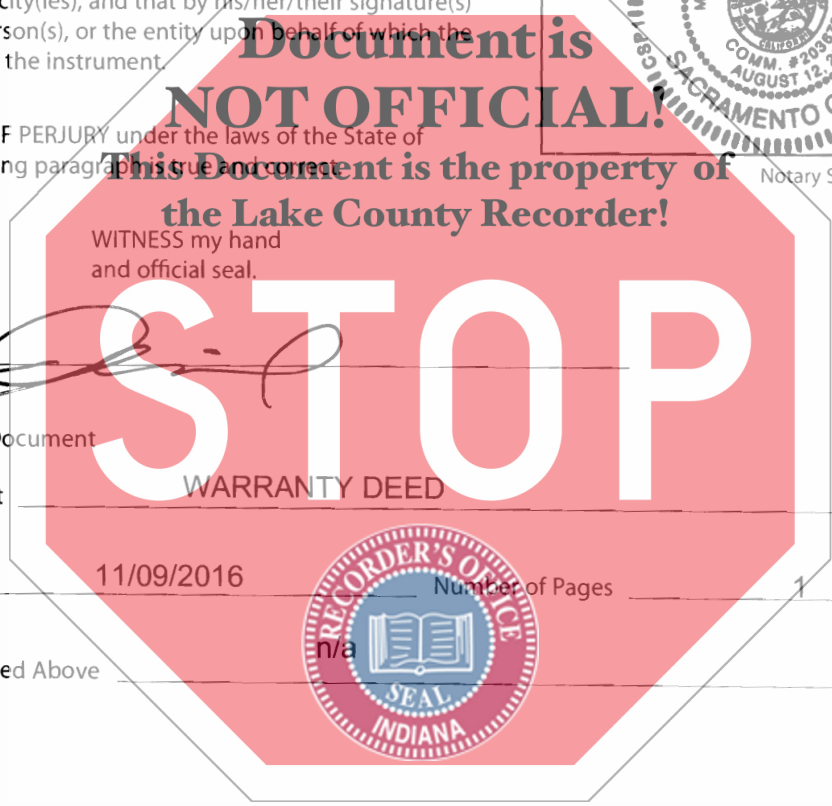 city(ies), and that by his/her/their signature(s)
rson(s), or the entity upon behalf of which the
the instrument.
Document is
NOT OFFICIAL!
This Document is the property of
the Lake County Recorder!
F PERJURY under the laws of the State of
ng paragraph is true and correct.
COMM. #2036
AUGUST 12, 2
SACRAMENTO C
Notary S
WITNESS my hand
and official seal.
STOP
ocument
t WARRANTY DEED
11/09/2016 Number of Pages 1
n/a
ed Above
RECORDER'S OFFICE
SEAL
INDIANA